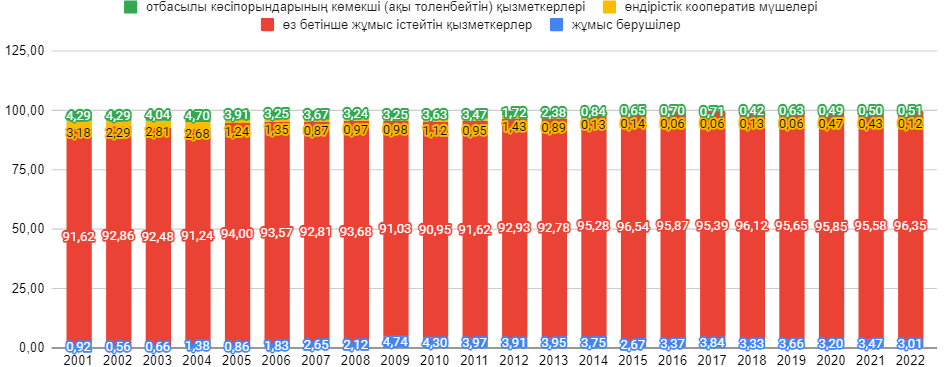 отбасылы кәсіпорындарының көмекші (ақы толенбейтін) қызметкерлері өндірістік кооператив мүшелері
өз бетінше жұмыс істейтін қызметкерлер жұмыс берушілер
125,00
100,00
75,00
50,00
25,00
0,00
4,29 4,29 4,04 4,70 3,91 3,25 3,67 3,24 3,25 3,63 3,47 1,72 2,38 0,84 0,65 0,70 0,71 0,42 0,63 0,49 0,50 0,51
3,18 2,29 2,81 2,68 1,24 1,35 0,87 0,97 0,98 1,12 0,95 1,43 0,89 0,13 0,14 0,06 0,06 0,13 0,06 0,47 0,43 0,12
91,62 92,86 92,48 91,24 94,00 93,57 92,81 93,68 91,03 90,95 91,62 92,93 92,78 95,28 96,54 95,87 95,39 96,12 95,65 95,85 95,58 96,35
0,92 0,56 0,66 1,38 0,86 1,83 2,65 2,12 4,74 4,30 3,97 3,91 3,95 3,75 2,67 3,37 3,84 3,33 3,66 3,20 3,47 3,01
2001 2002 2003 2004 2005 2006 2007 2008 2009 2010 2011 2012 2013 2014 2015 2016 2017 2018 2019 2020 2021 2022